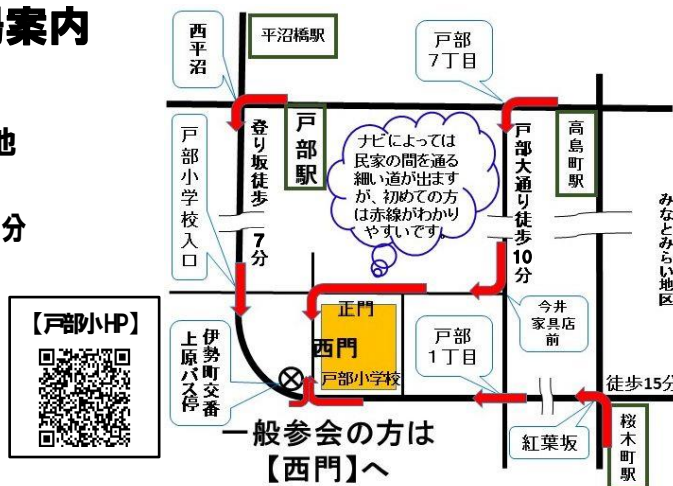 場案内
地
分
【戸部小HP】
西平沼
平沼橋駅
戸部
7丁目
戸部駅
高島町駅
戸部小学校入口
登り坂徒歩 7分
ナビによっては
民家の間を通る
細い道が出ます
が、初めての方
は赤線がわかり
やすいです。
戸部大通り徒歩10分
みなとみらい地区
正門
西門
戸部小学校
今井
家具店
前
戸部
1丁目
伊勢町交番
上原バス停
徒歩15分
紅葉坂
桜木町駅
一般参会の方は
【西門】へ